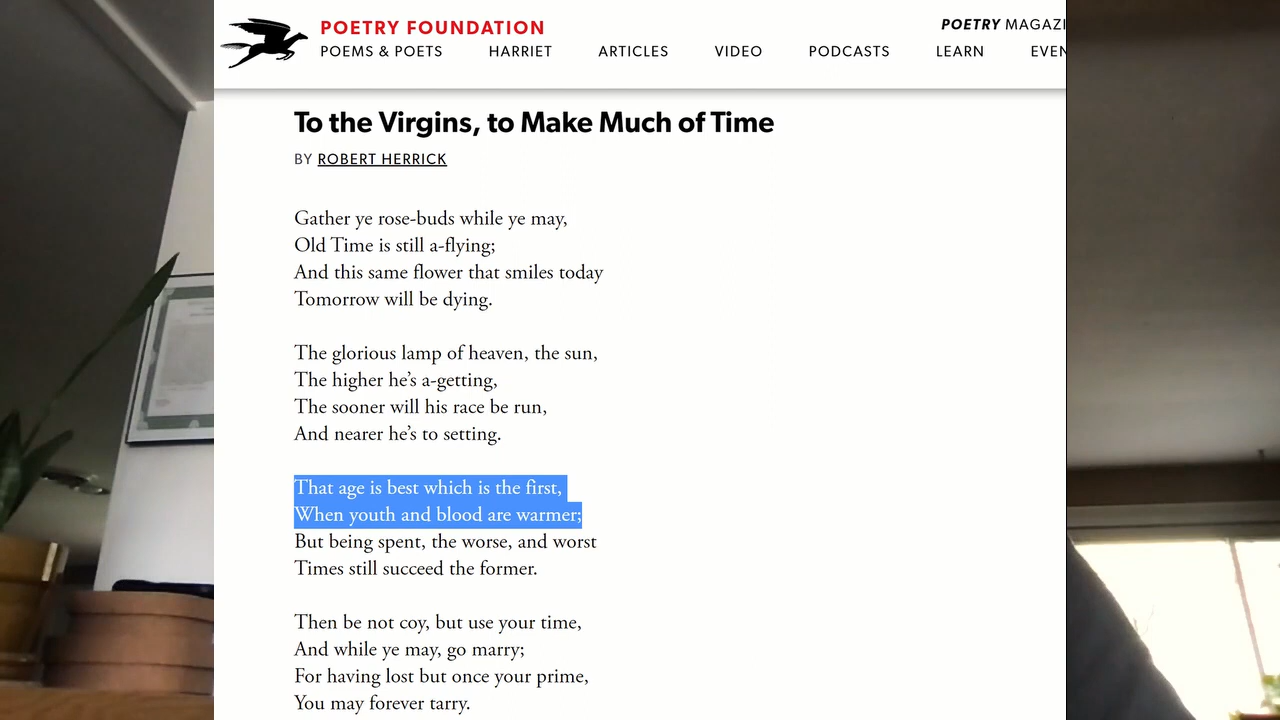 POETRY FOUNDATION
POETRY MAGAZI
POEMS & POETS HARRIET ARTICLES VIDEO PODCASTS LEARN EVEN
To the Virgins, to Make Much of Time
BY ROBERT HERRICK
Gather ye rose-buds while ye may,
Old Time is still a-flying;
And this same flower that smiles today
Tomorrow will be dying.
The glorious lamp of heaven, the sun,
The higher he’s a-getting,
The sooner will his race be run,
And nearer he’s to setting.
That age is best which is the first,
When youth and blood are warmer;
But being spent, the worse, and worst
Times still succeed the former.
Then be not coy, but use your time,
And while ye may, go marry;
For having lost but once your prime,
You may forever tarry.